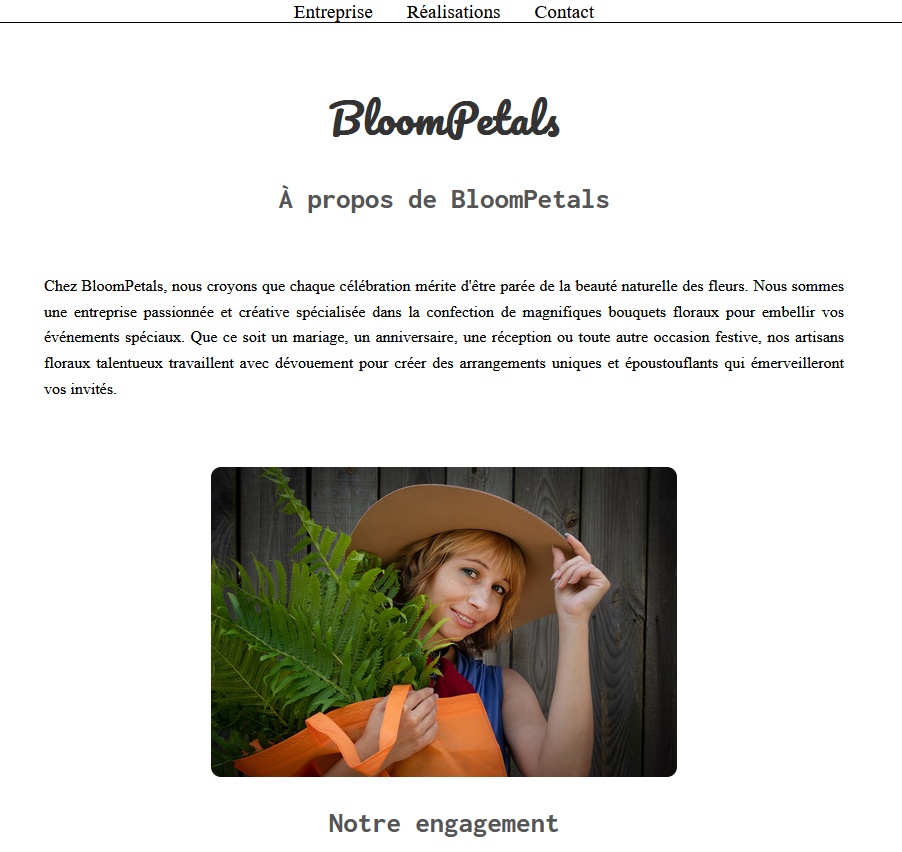 Entreprise Réalisations Contact
BloomPetals
À propos de BloomPetals
Chez BloomPetals, nous croyons que chaque célébration mérite d'être parée de la beauté naturelle des fleurs. Nous sommes
une entreprise passionnée et créative spécialisée dans la confection de magnifiques bouquets floraux pour embellir vos
événements spéciaux. Que ce soit un mariage, un anniversaire, une réception ou toute autre occasion festive, nos artisans
floraux talentueux travaillent avec dévouement pour créer des arrangements uniques et époustouflants qui émerveilleront
vos invités.
Notre engagement